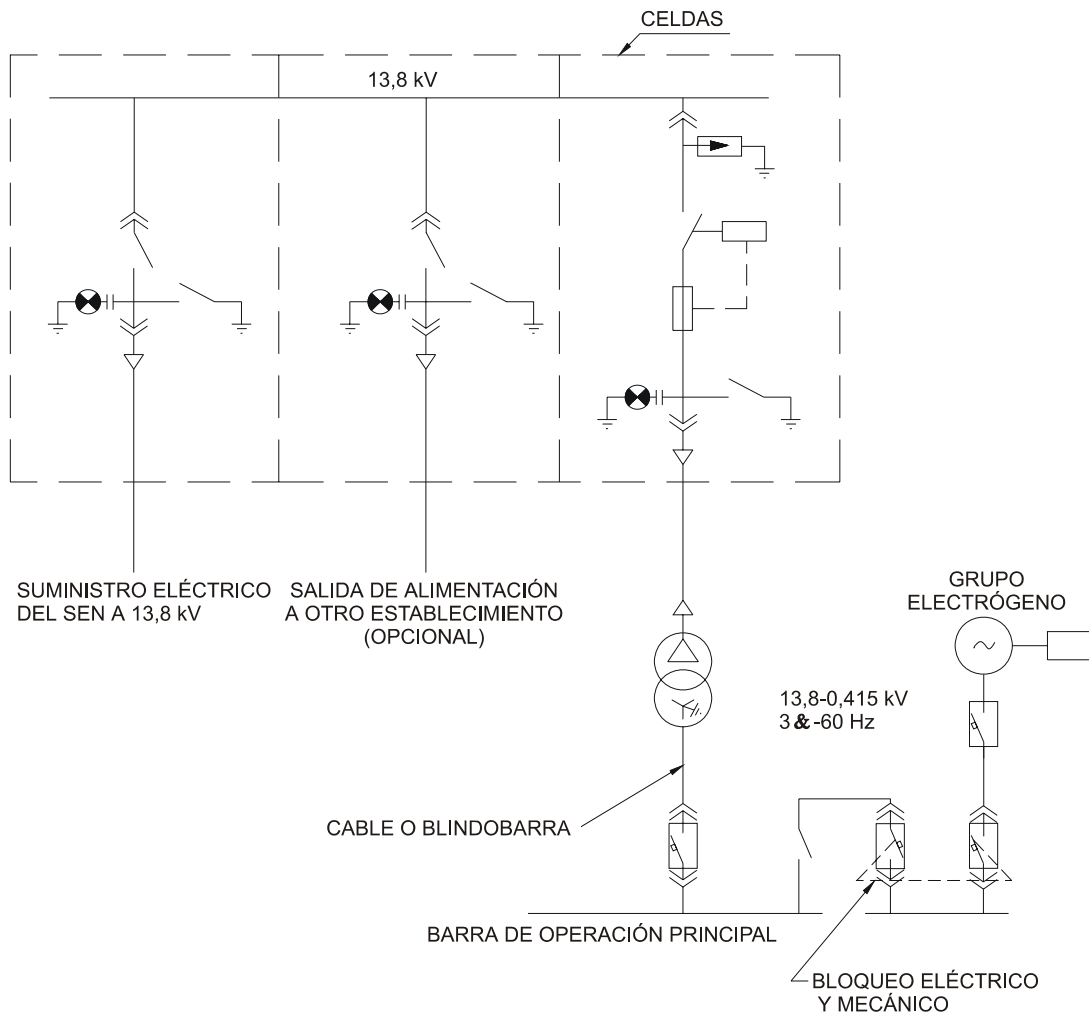 CELDAS
13,8 kV
SUMINISTRO ELÉCTRICO
DEL SEN A 13,8 kV
SALIDA DE ALIMENTACIÓN
A OTRO ESTABLECIMIENTO
(OPCIONAL)
GRUPO
ELECTRÓGENO
13,8-0,415 kV
3 & -60 Hz
CABLE O BLINDOBARRA
BARRA DE OPERACIÓN PRINCIPAL
BLOQUEO ELÉCTRICO
Y MECÁNICO